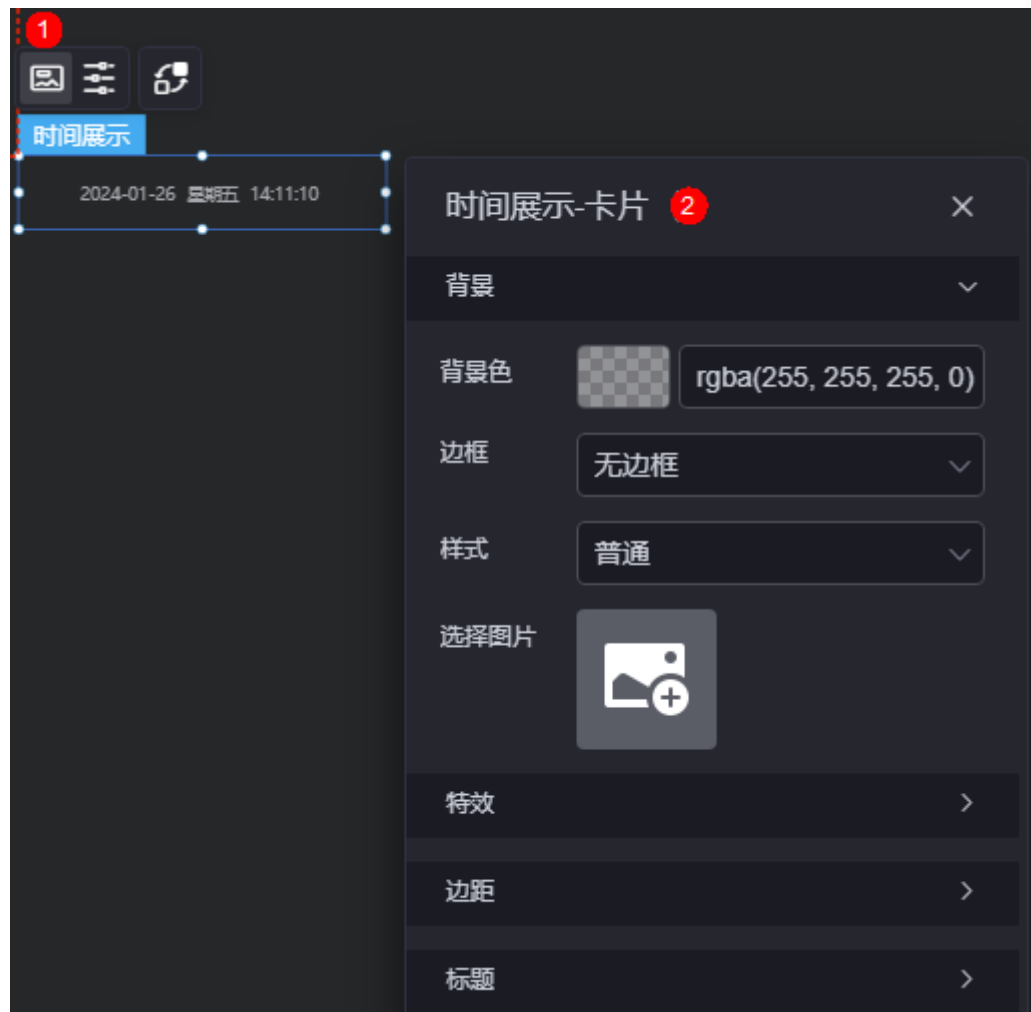 1
时间展示
2024-01-26 星期五 14:11:10
时间展示-卡片 2
背景
背景色 rgba(255, 255, 255, 0)
边框 无边框
样式 普通
选择图片
特效
边距
标题